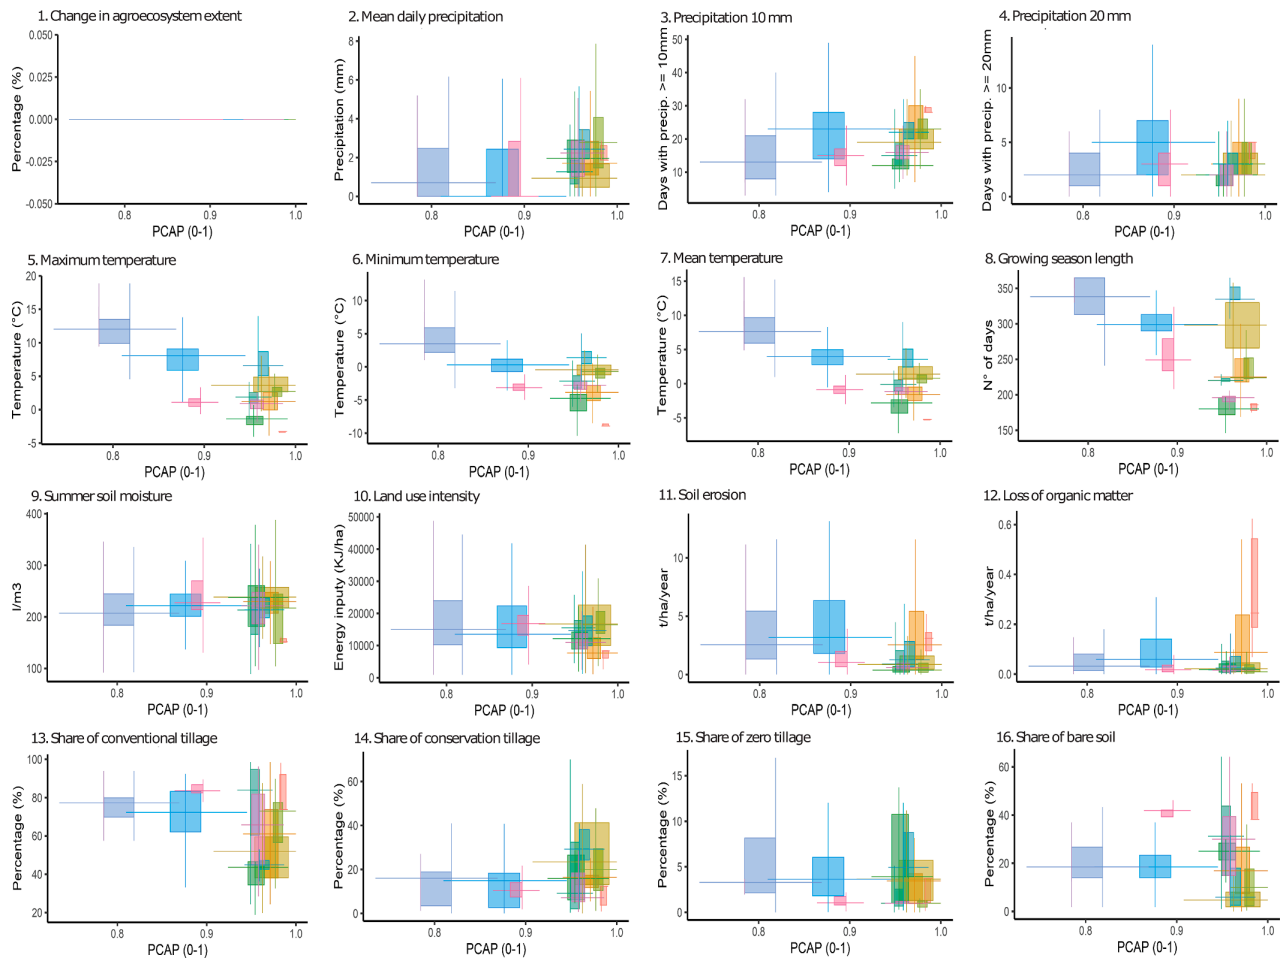 1. Change in agroecosystem extent
Percentage (%)
0.050
0.025
0.000
-0.025
-0.050
0.8
0.9
1.0
PCAP (0-1)
2. Mean daily precipitation
Precipitation (mm)
8
6
4
2
0
0.8
0.9
1.0
PCAP (0-1)
3. Precipitation 10 mm
Days with precip. >= 10mm
50
40
30
20
10
0.8
0.9
1.0
PCAP (0-1)
4. Precipitation 20 mm
Days with precip. >= 20mm
10
5
0
0.8
0.9
1.0
PCAP (0-1)
5. Maximum temperature
Temperature (°C)
20
15
10
5
0
-5
0.8
0.9
1.0
PCAP (0-1)
6. Minimum temperature
Temperature (°C)
10
5
0
-5
-10
0.8
0.9
1.0
PCAP (0-1)
7. Mean temperature
Temperature (°C)
15
10
5
0
-5
0.8
0.9
1.0
PCAP (0-1)
8. Growing season length
N° of days
350
300
250
200
150
0.8
0.9
1.0
PCAP (0-1)
9. Summer soil moisture
l/m3
400
300
200
100
0.8
0.9
1.0
PCAP (0-1)
10. Land use intensity
Energy inputy (KJ/ha)
50000
40000
30000
20000
10000
0
0.8
0.9
1.0
PCAP (0-1)
11. Soil erosion
t/ha/year
10
5
0
0.8
0.9
1.0
PCAP (0-1)
12. Loss of organic matter
t/ha/year
0.6
0.4
0.2
0.0
0.8
0.9
1.0
PCAP (0-1)
13. Share of conventional tillage
Percentage (%)
100
80
60
40
20
0.8
0.9
1.0
PCAP (0-1)
14. Share of conservation tillage
Percentage (%)
60
40
20
0
0.8
0.9
1.0
PCAP (0-1)
15. Share of zero tillage
Percentage (%)
15
10
5
0
0.8
0.9
1.0
PCAP (0-1)
16. Share of bare soil
Percentage (%)
60
40
20
0
0.8
0.9
1.0
PCAP (0-1)